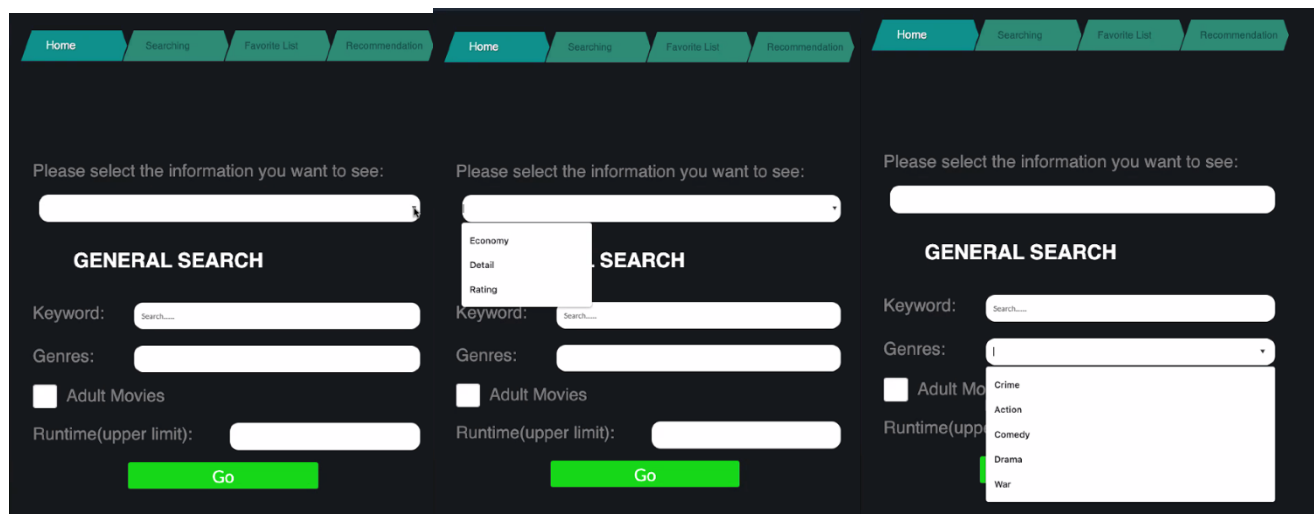 Home Searching Favorite List Recommendation
Please select the information you want to see:
GENERAL SEARCH
Keyword: Search......
Genres:
Adult Movies
Runtime(upper limit):
Go
Home Searching Favorite List Recommendation
Please select the information you want to see:
Economy
Detail
Rating
. SEARCH
Keyword: Search......
Genres:
Adult Movies
Runtime(upper limit):
Go
Home Searching Favorite List Recommendation
Please select the information you want to see:
GENERAL SEARCH
Keyword: Search......
Genres:
Adult Mo
Runtime(uppe
Crime
Action
Comedy
Drama
War